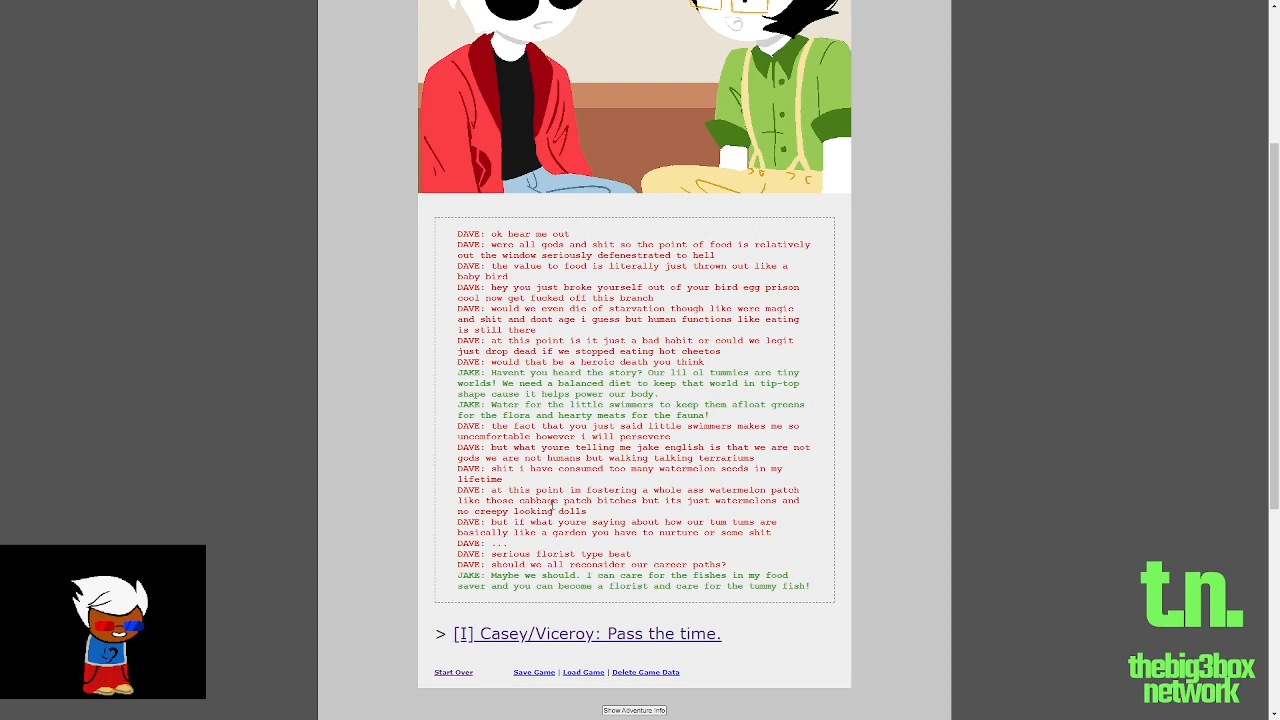 DAVE: ok hear me out
DAVE: were all gods and shit so the point of food is relatively
out the window seriously defenestrated to hell
DAVE: the value to food is literally just thrown out like a
baby bird
DAVE: hey you just broke yourself out of your bird egg prison
cool now get fucked off this branch
DAVE: would we even die of starvation though like were magic
and shit and dont age i guess but human functions like eating
is still there
DAVE: at this point is it just a bad habit or could we legit
just drop dead if we stopped eating hot cheetos
DAVE: would that be a heroic death you think
JAKE: Havent you heard the story? Our lil ol tummies are tiny
worlds! We need a balanced diet to keep that world in tip-top
shape cause it helps power our body.
JAKE: Water for the little swimmers to keep them afloat greens
for the flora and hearty meats for the fauna!
DAVE: the fact that you just said little swimmers makes me so
uncomfortable however i will persevere
DAVE: but what youre telling me jake english is that we are not
gods we are not humans but walking talking terrariums
DAVE: shit i have consumed too many watermelon seeds in my
lifetime
DAVE: at this point im fostering a whole ass watermelon patch
like those cabbage patch bitches but its just watermelons and
no creepy looking dolls
DAVE: but if what youre saying about how our tum tums are
basically like a garden you have to nurture or some shit
DAVE: ...
DAVE: serious florist type beat
DAVE: should we all reconsider our career paths?
JAKE: Maybe we should. I can care for the fishes in my food
saver and you can become a florist and care for the tummy fish!
> [I] Casey/Viceroy: Pass the time.
Start Over Save Game | Load Game | Delete Game Data
Show Adventure Info
t.n.
thebig3box
network